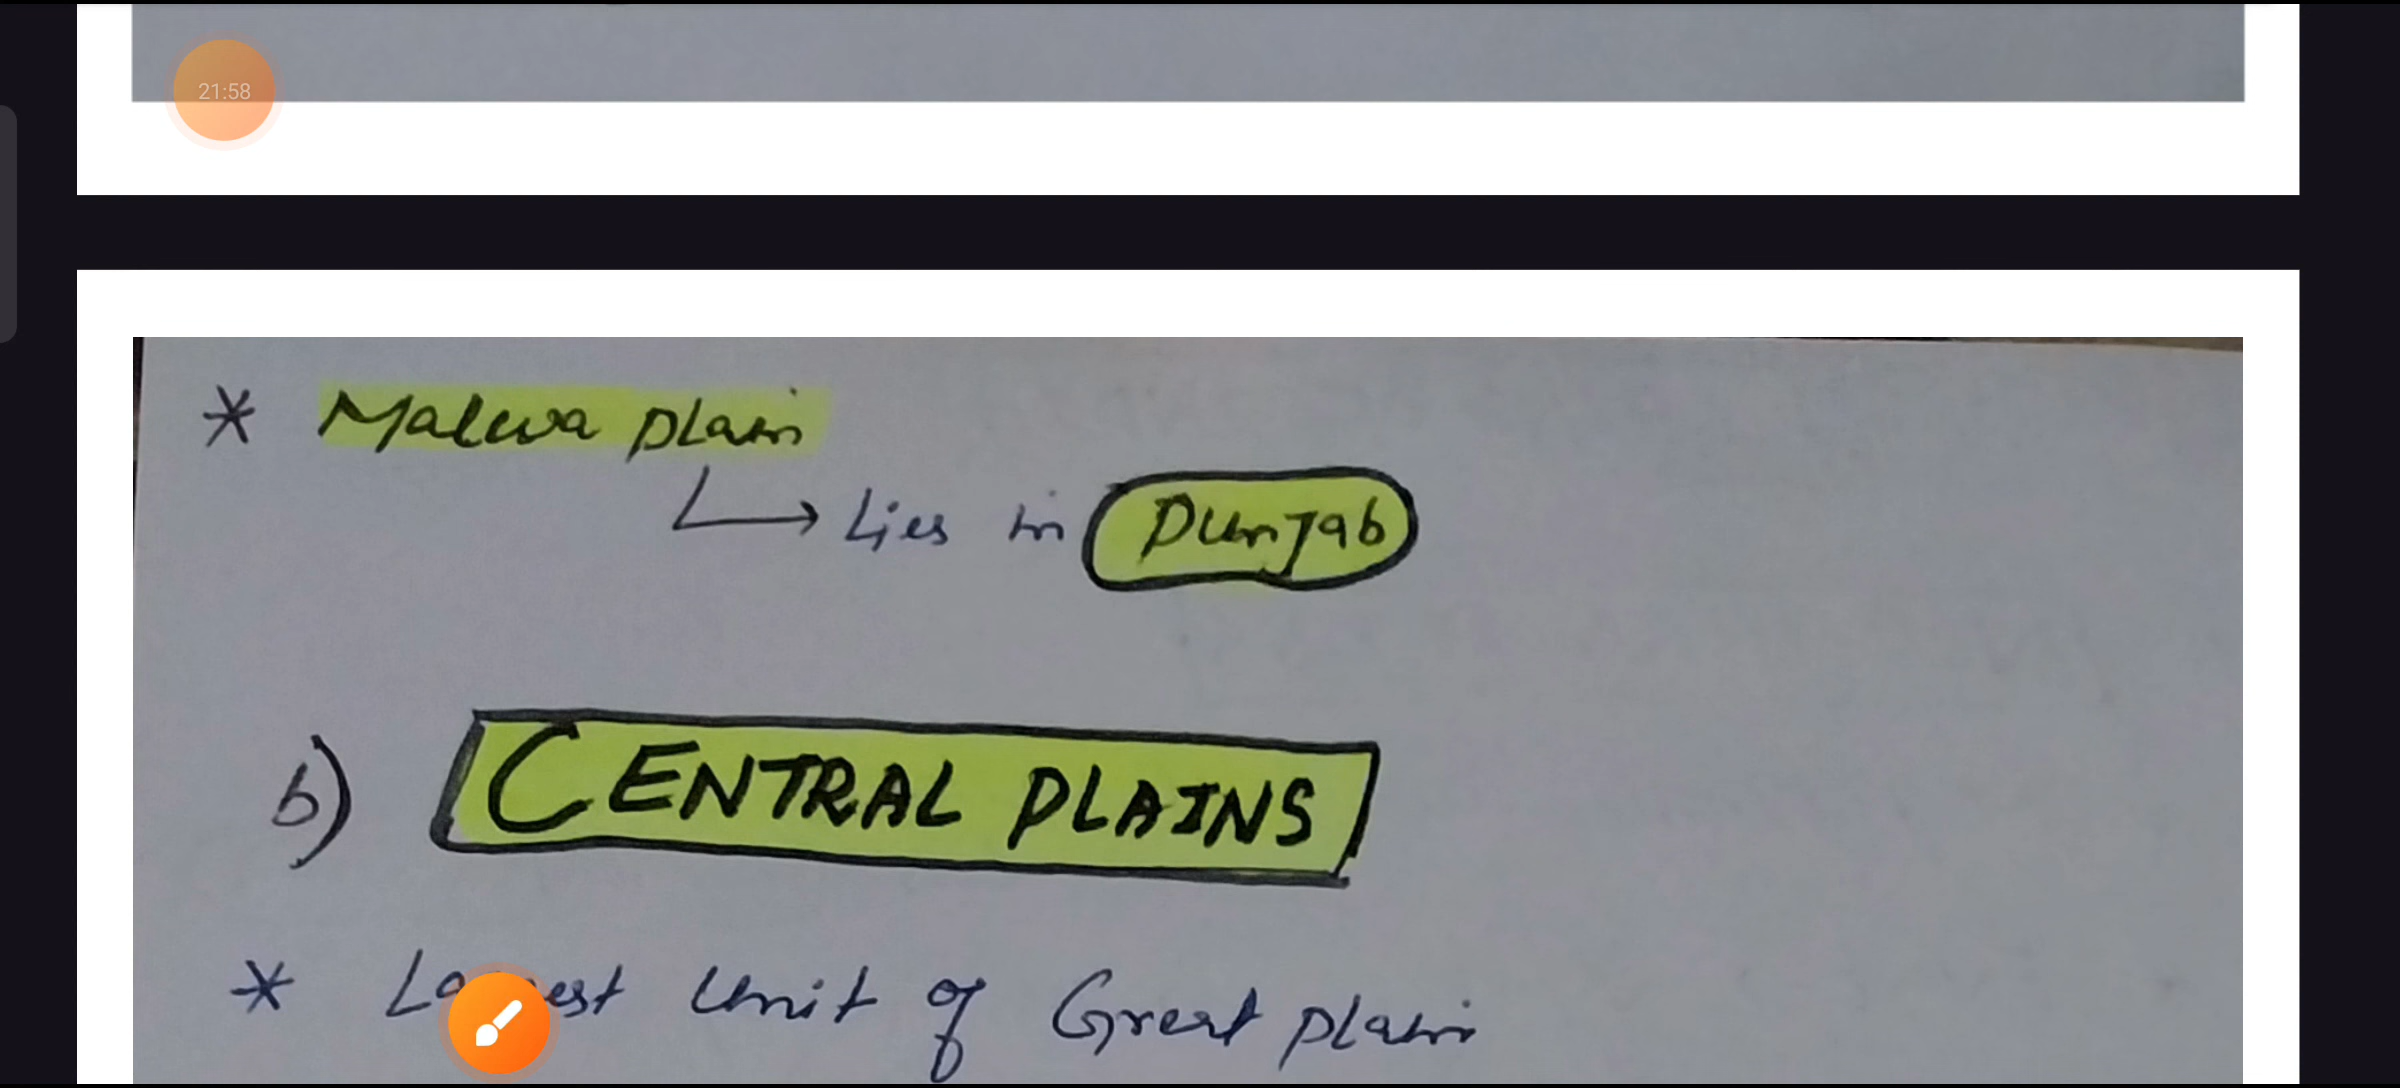 21:58
* Malwa plain
↳ Lies in Punjab
b) CENTRAL PLAINS
* unit of Great plain